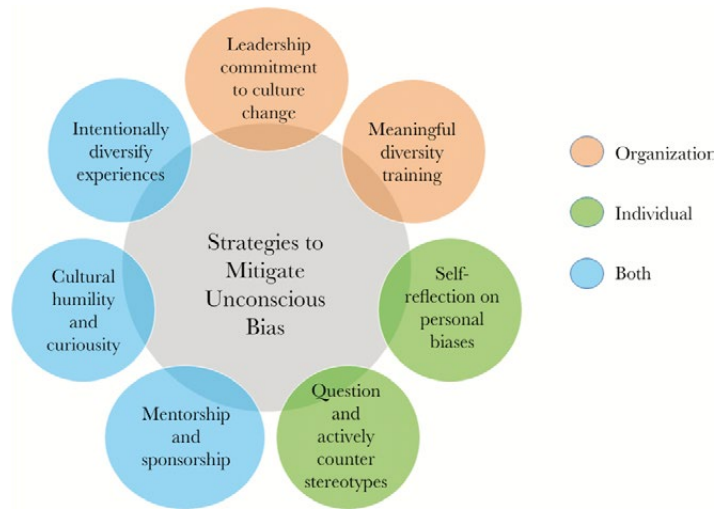 Leadership
commitment
to culture
change
Meaningful
diversity
training
Self-
reflection on
personal
biases
Question
and
actively
counter
stereotypes
Mentorship
and
sponsorship
Cultural
humility
and
curiousity
Intentionally
diversify
experiences
Strategies to
Mitigate
Unconscious
Bias
Organization
Individual
Both